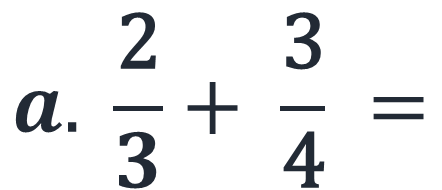 a. 2/3 + 3/4 =